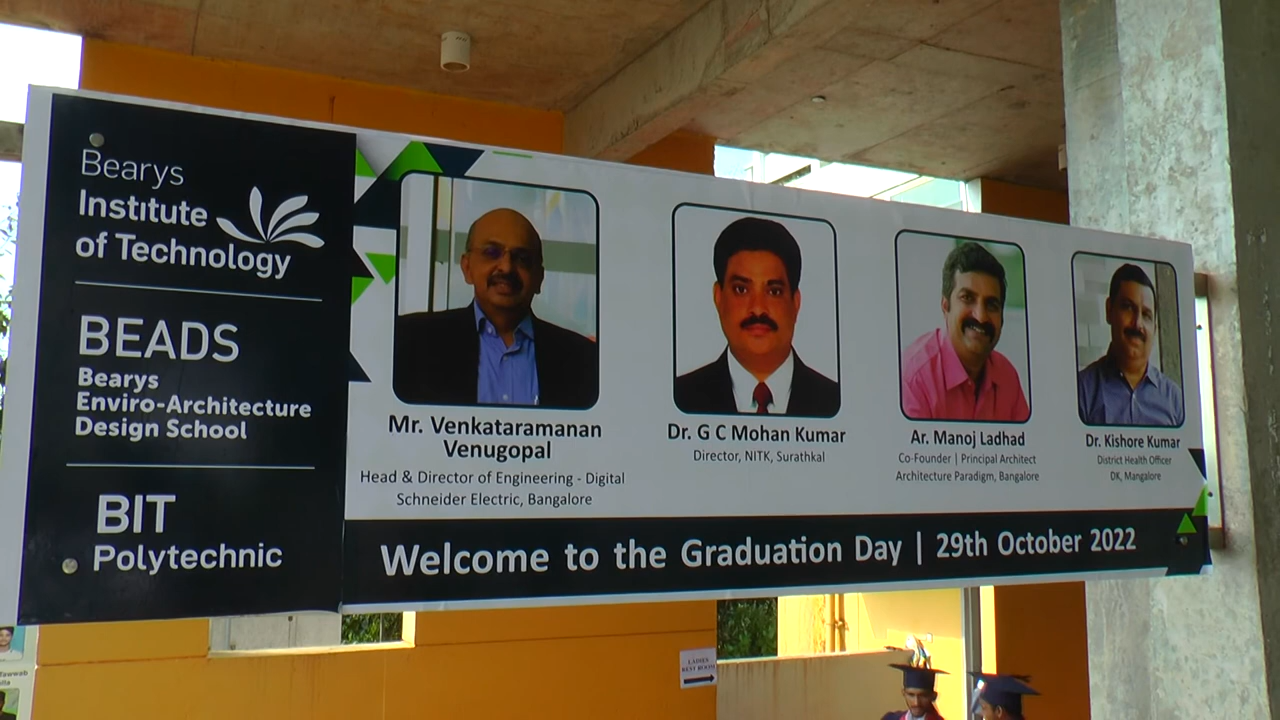 Bearys
Institute
of Technology
BEADS
Bearys
Enviro-Architecture
Design School
BIT
Polytechnic
Mr. Venkataramanan
Venugopal
Head & Director of Engineering - Digital
Schneider Electric, Bangalore
Dr. G C Mohan Kumar
Director, NITK, Surathkal
Ar. Manoj Ladhad
Co-Founder | Principal Architect
Architecture Paradigm, Bangalore
Dr. Kishore Kumar
District Health Officer
DK, Mangalore
Welcome to the Graduation Day | 29th October 2022
LADIES
REST ROOM